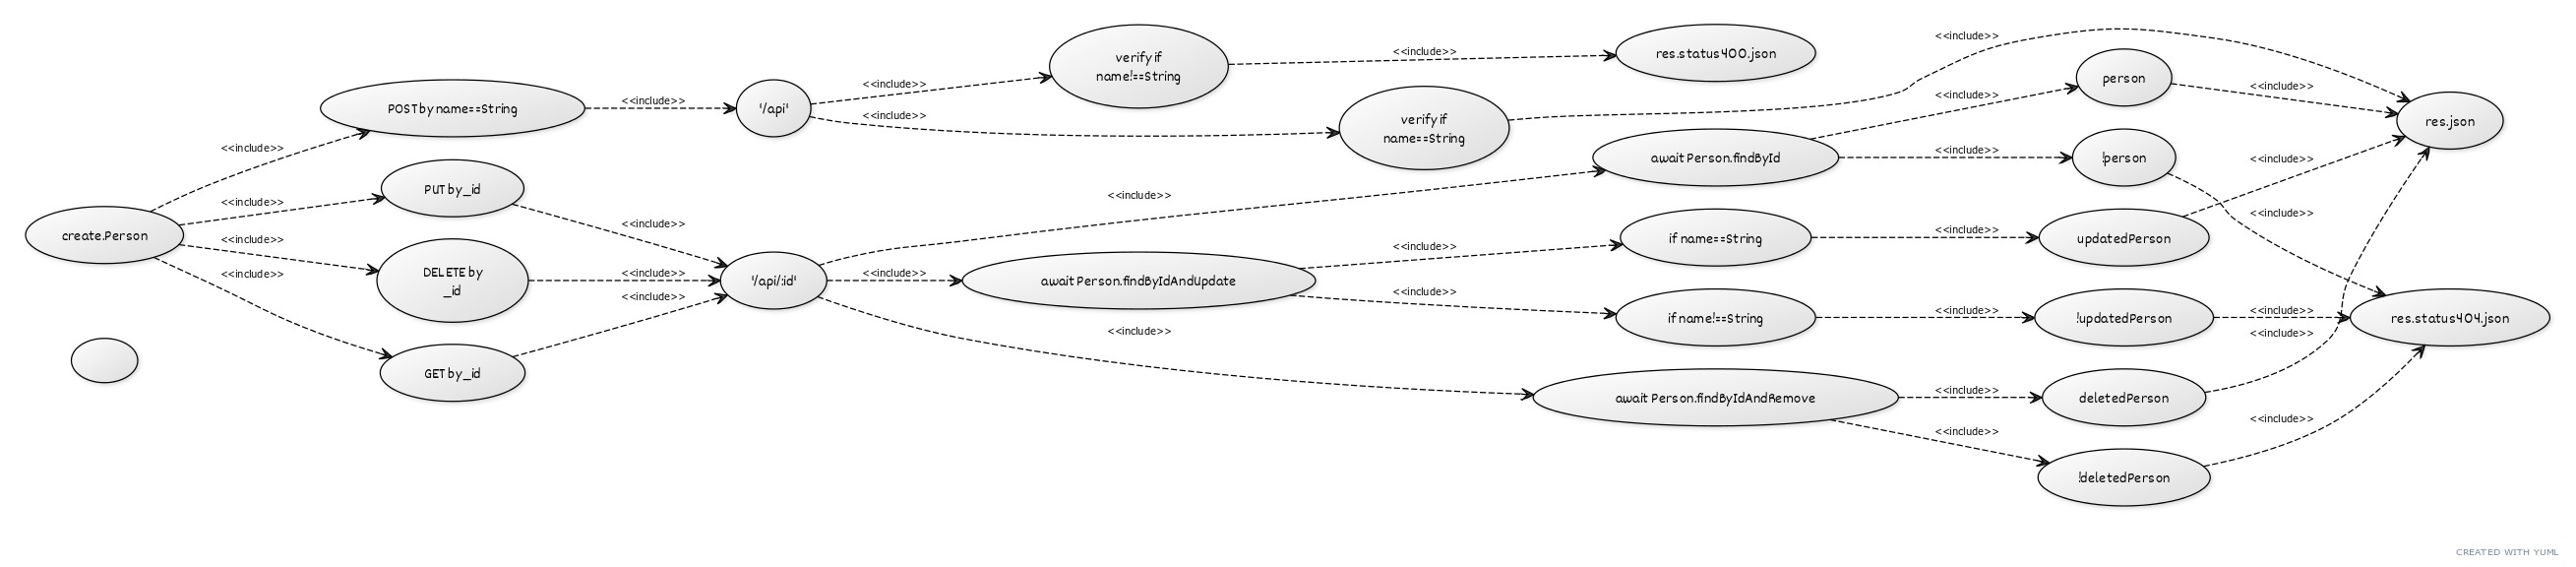 create.Person
<<include>>
<<include>>
<<include>>
<<include>>
POST by name==String
PUT by_id
DELETE by
_id
GET by_id
<<include>>
<<include>>
<<include>>
<<include>>
'/api'
'/api/:id'
<<include>>
<<include>>
<<include>>
<<include>>
<<include>>
verify if
name!==String
await Person.findByIdAndUpdate
<<include>>
<<include>>
<<include>>
verify if
name==String
res.status400.json
await Person.findById
if name==String
if name!==String
await Person.findByIdAndRemove
<<include>>
<<include>>
<<include>>
<<include>>
<<include>>
<<include>>
<<include>>
person
!person
updatedPerson
!updatedPerson
deletedPerson
!deletedPerson
<<include>>
<<include>>
<<include>>
<<include>>
<<include>>
<<include>>
res.json
res.status404.json
CREATED WITH YUML